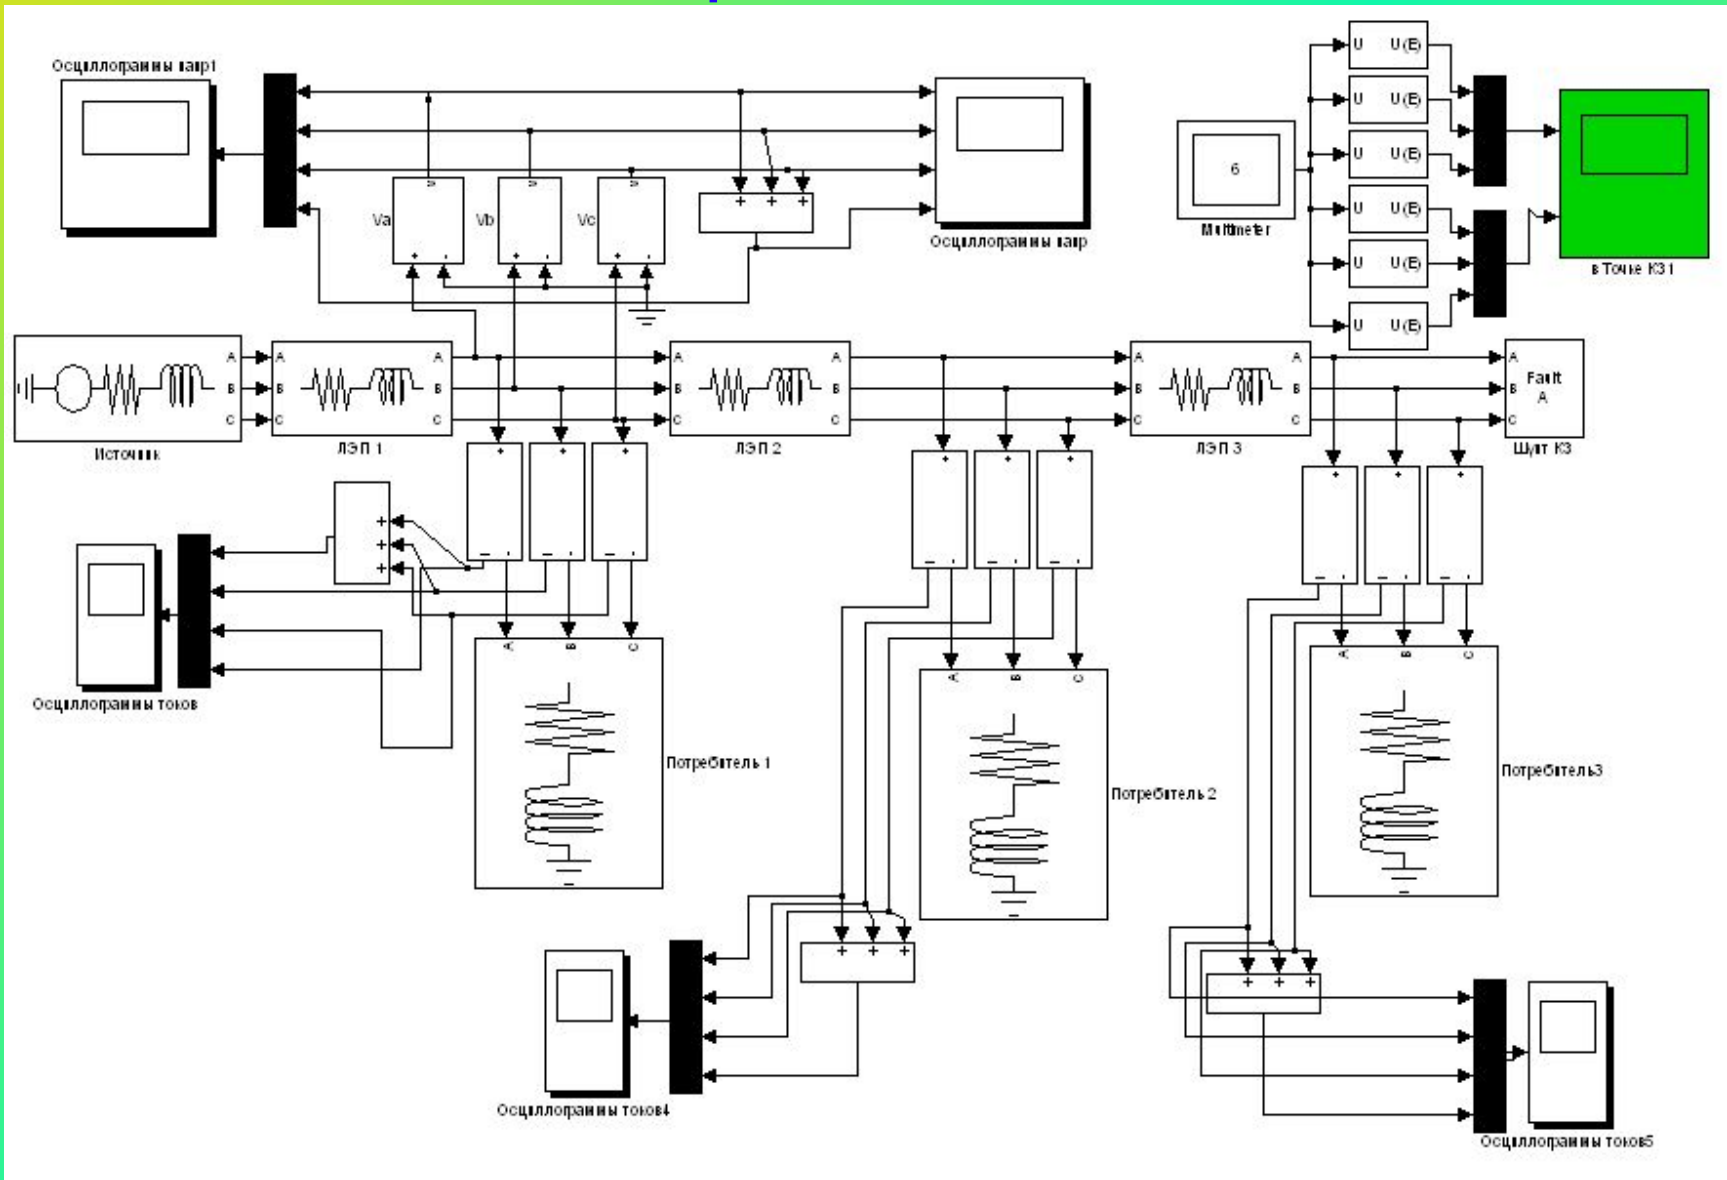 Осциллограммы напр1
Va
Vb
Vc
+ -
+ -
+ -
+ + +
Осциллограммы напр
6
Multimeter
U U(E)
U U(E)
U U(E)
U U(E)
U U(E)
U U(E)
в Точке КЗ1
A
B
C
Источник
A A
B B
C C
ЛЭП 1
A A
B B
C C
ЛЭП 2
A A
B B
C C
ЛЭП 3
A
B
C
Fault
A
Шунт КЗ
+ + +
+ + +
+ + +
+
+
+
Осциллограммы токов
A B C
Потребитель 1
A B C
Потребитель 2
A B C
Потребитель3
+ + +
Осциллограммы токов4
+ + +
Осциллограммы токов5